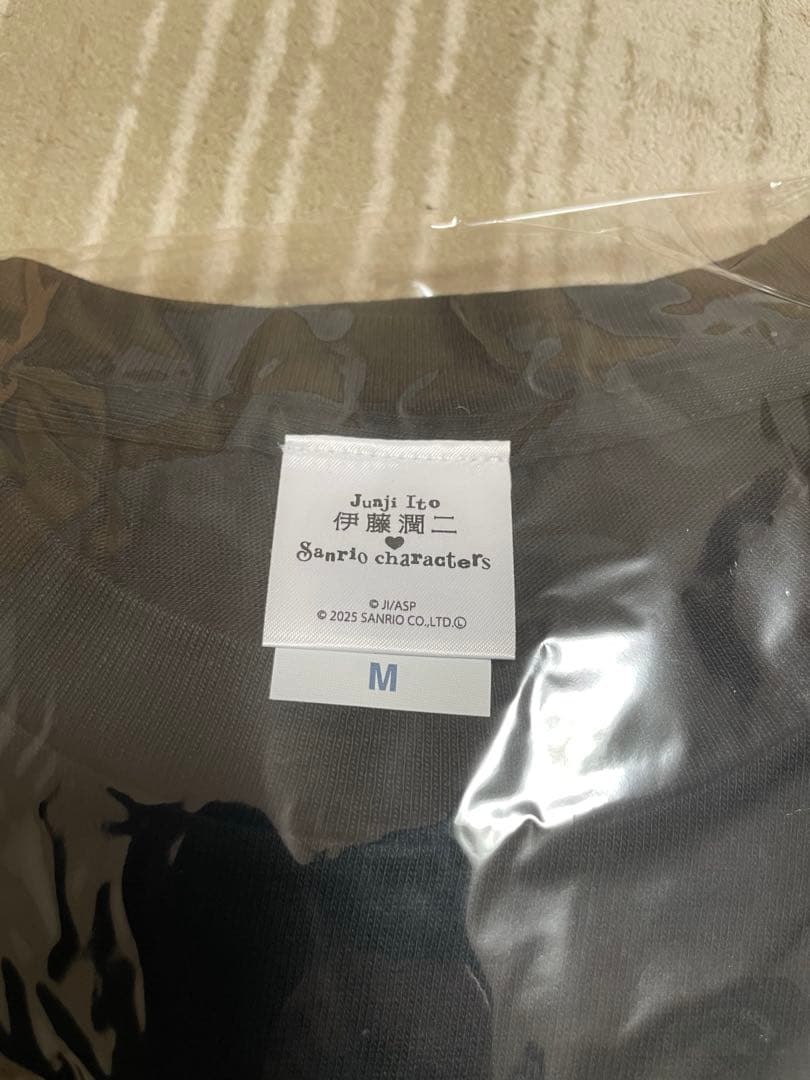 Junji Ito
伊藤潤二
♥
Sanrio characters
© JI/ASP
© 2025 SANRIO CO.,LTD.Ⓛ
M